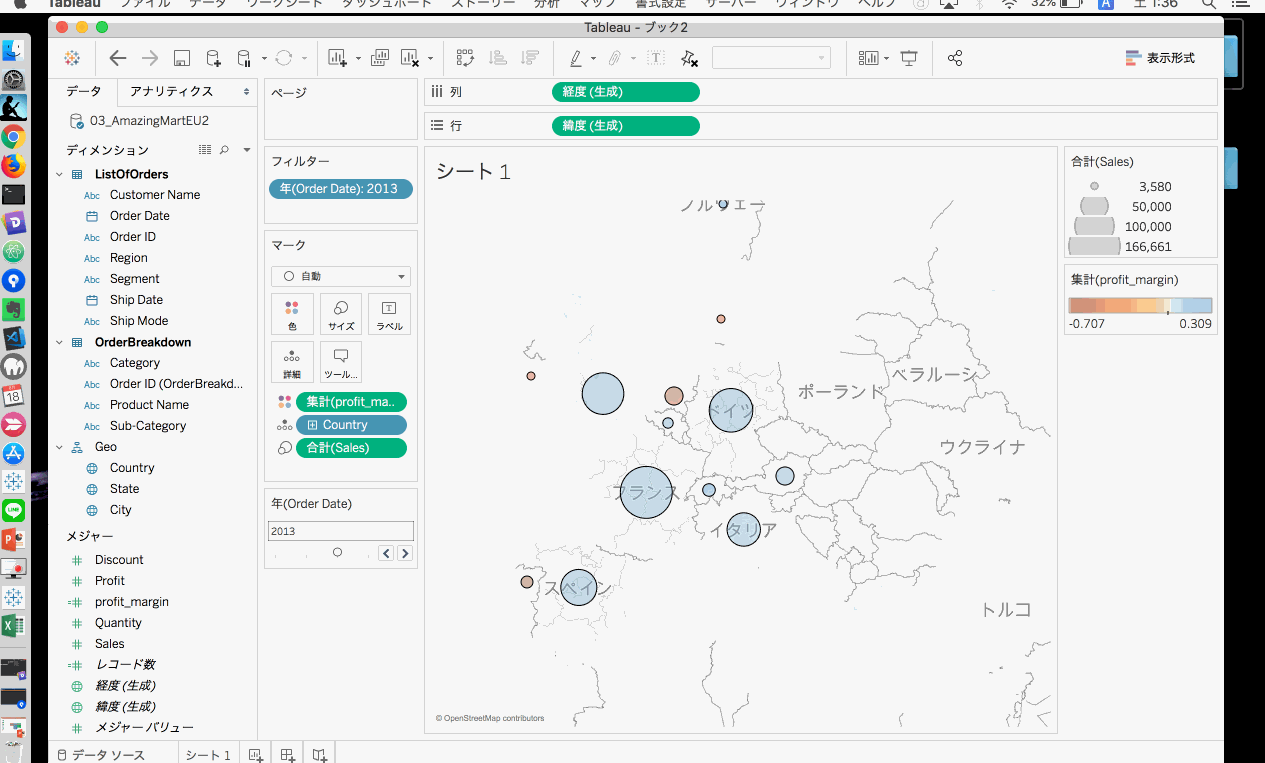 Tableau ファイル データ ワークシート ダッシュボード ストーリー 分析 マップ 書式設定 サーバー ウィンドウ ヘルプ 32% A 土 1:36
Tableau - ブック2
表示形式
データ
アナリティクス
03_AmazingMartEU2
ディメンション
ListOfOrders
Abc Customer Name
Order Date
Abc Order ID
Abc Region
Abc Segment
Ship Date
Abc Ship Mode
OrderBreakdown
Abc Category
Abc Order ID (OrderBreakd...
Abc Product Name
Abc Sub-Category
Geo
Country
State
City
メジャー
Discount
Profit
profit_margin
Quantity
Sales
レコード数
経度 (生成)
緯度 (生成)
メジャー バリュー
ページ
フィルター
年(Order Date): 2013
マーク
自動
色
サイズ
ラベル
詳細
ツール...
集計(profit_ma..
Country
合計(Sales)
年(Order Date)
2013
列
経度 (生成)
行
緯度 (生成)
シート 1
ノルウェー
ベラルーシ
ポーランド
ドイツ
ウクライナ
フランス
イタリア
スペイン
トルコ
© OpenStreetMap contributors
合計(Sales)
3,580
50,000
100,000
166,661
集計(profit_margin)
-0.707
0.309
データ ソース
シート 1
18
LINE